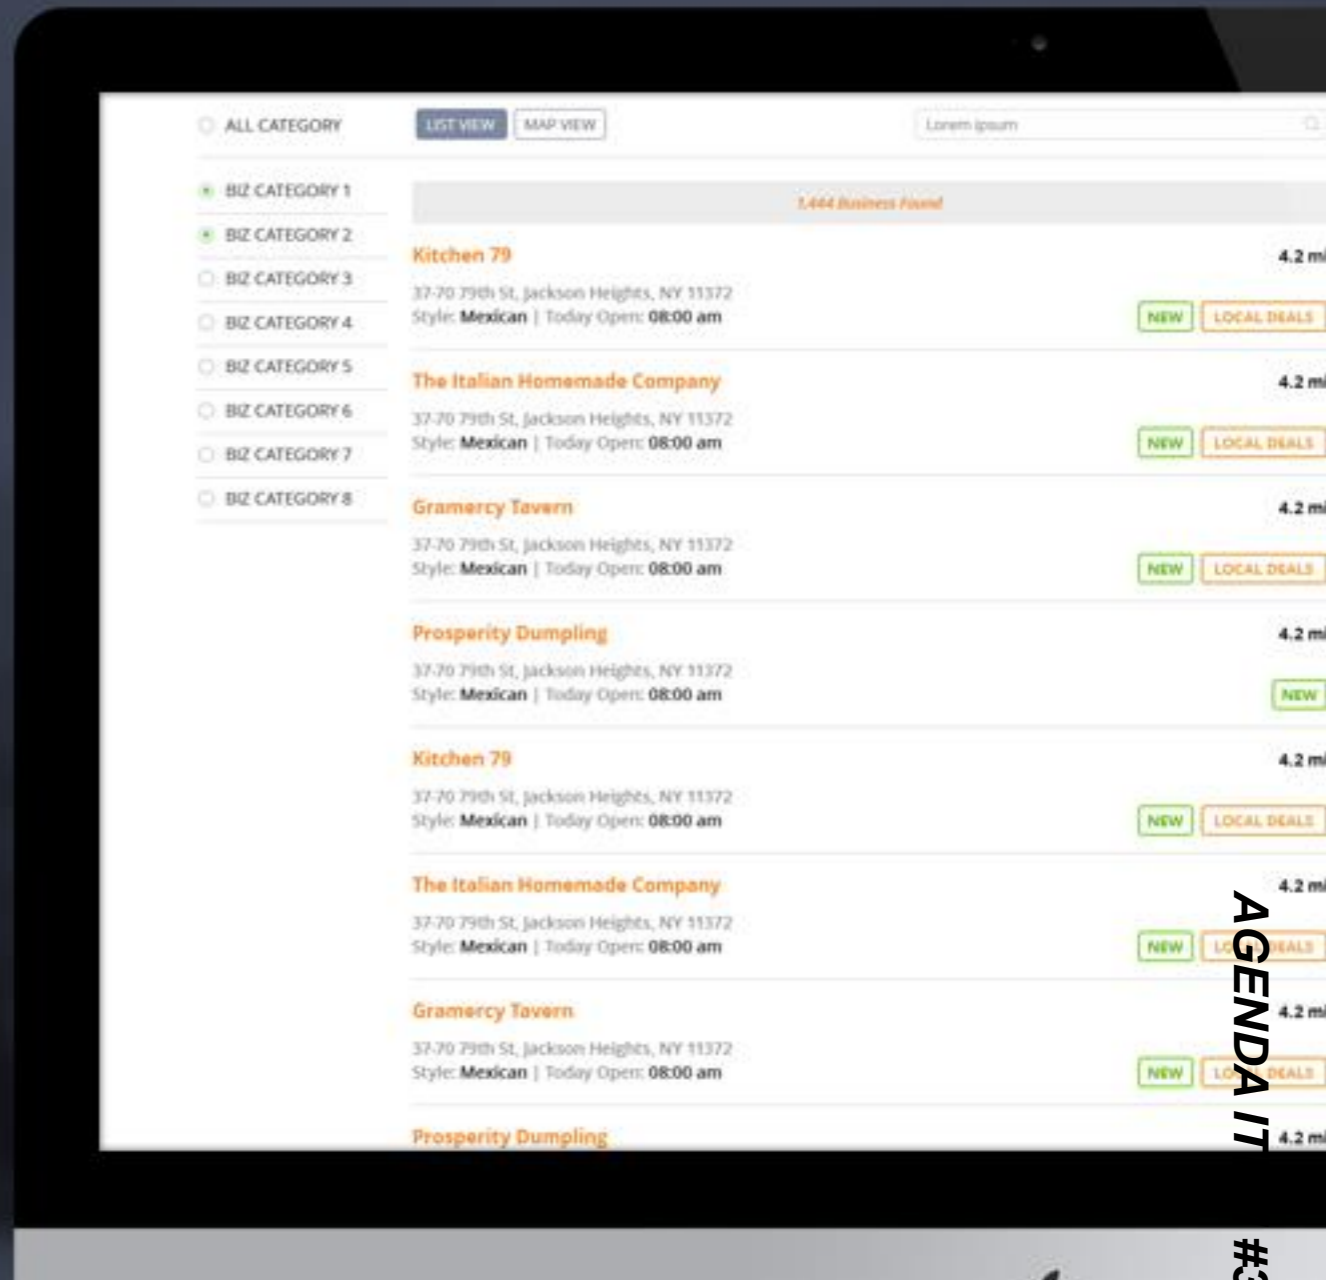 ALL CATEGORY
LIST VIEW
MAP VIEW
Lorem ipsum
BIZ CATEGORY 1
BIZ CATEGORY 2
BIZ CATEGORY 3
BIZ CATEGORY 4
BIZ CATEGORY 5
BIZ CATEGORY 6
BIZ CATEGORY 7
BIZ CATEGORY 8
1,444 Business Found
Kitchen 79
4.2 mi
37-70 79th St, Jackson Heights, NY 11372
Style: Mexican | Today Open: 08:00 am
NEW
LOCAL DEALS
The Italian Homemade Company
4.2 mi
37-70 79th St, Jackson Heights, NY 11372
Style: Mexican | Today Open: 08:00 am
NEW
LOCAL DEALS
Gramercy Tavern
4.2 mi
37-70 79th St, Jackson Heights, NY 11372
Style: Mexican | Today Open: 08:00 am
NEW
LOCAL DEALS
Prosperity Dumpling
4.2 mi
37-70 79th St, Jackson Heights, NY 11372
Style: Mexican | Today Open: 08:00 am
NEW
Kitchen 79
4.2 mi
37-70 79th St, Jackson Heights, NY 11372
Style: Mexican | Today Open: 08:00 am
NEW
LOCAL DEALS
The Italian Homemade Company
4.2 mi
37-70 79th St, Jackson Heights, NY 11372
Style: Mexican | Today Open: 08:00 am
NEW
LOCAL DEALS
Gramercy Tavern
4.2 mi
37-70 79th St, Jackson Heights, NY 11372
Style: Mexican | Today Open: 08:00 am
NEW
LOCAL DEALS
Prosperity Dumpling
4.2 mi
AGENDA IT #3